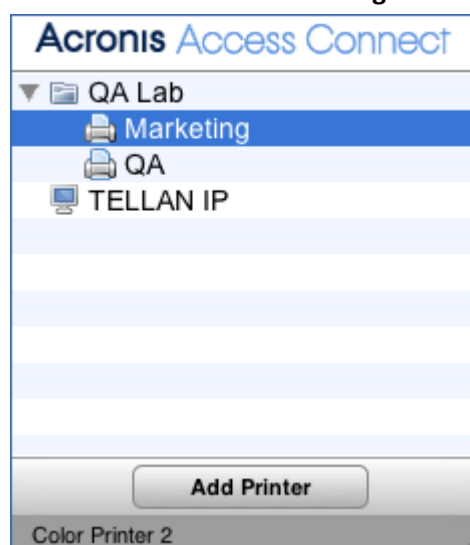 Acronis Access Connect
QA Lab
Marketing
QA
TELLAN IP
Add Printer
Color Printer 2